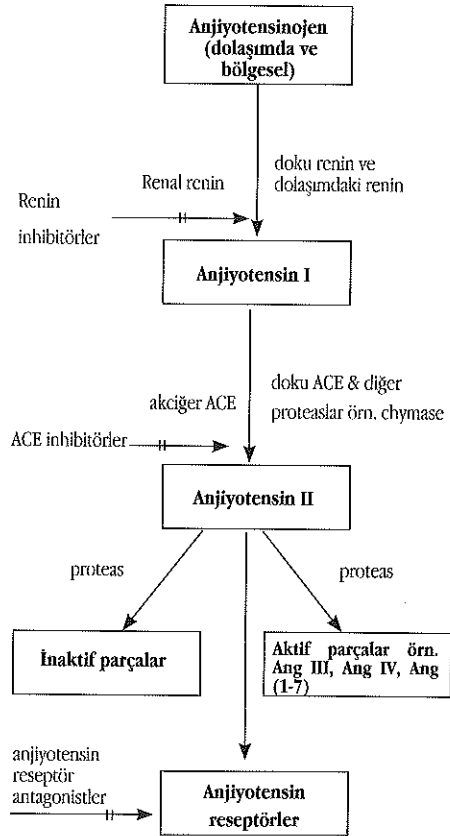 Anjiyotensinojen
(dolaşımda ve
bölgesel)
Renal renin
doku renin ve
dolaşımdaki renin
Renin
inhibitörler
Anjiyotensin I
akciğer ACE
doku ACE & diğer
proteaslar örn. chymase
ACE inhibitörler
Anjiyotensin II
proteas
proteas
İnaktif parçalar
Aktif parçalar örn.
Ang III, Ang IV, Ang
(1-7)
anjiyotensin
reseptör
antagonistler
Anjiyotensin
reseptörler